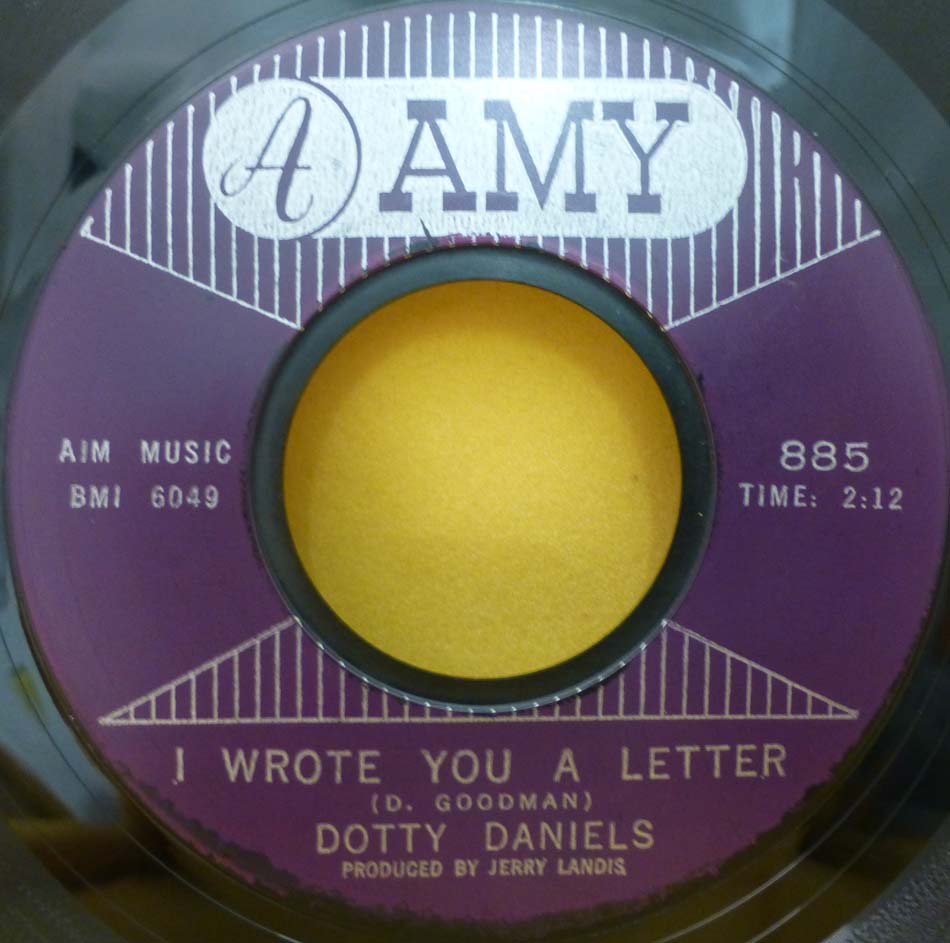 A AMY
AIM MUSIC
BMI 6049
885
TIME: 2:12
I WROTE YOU A LETTER
(D. GOODMAN)
DOTTY DANIELS
PRODUCED BY JERRY LANDIS